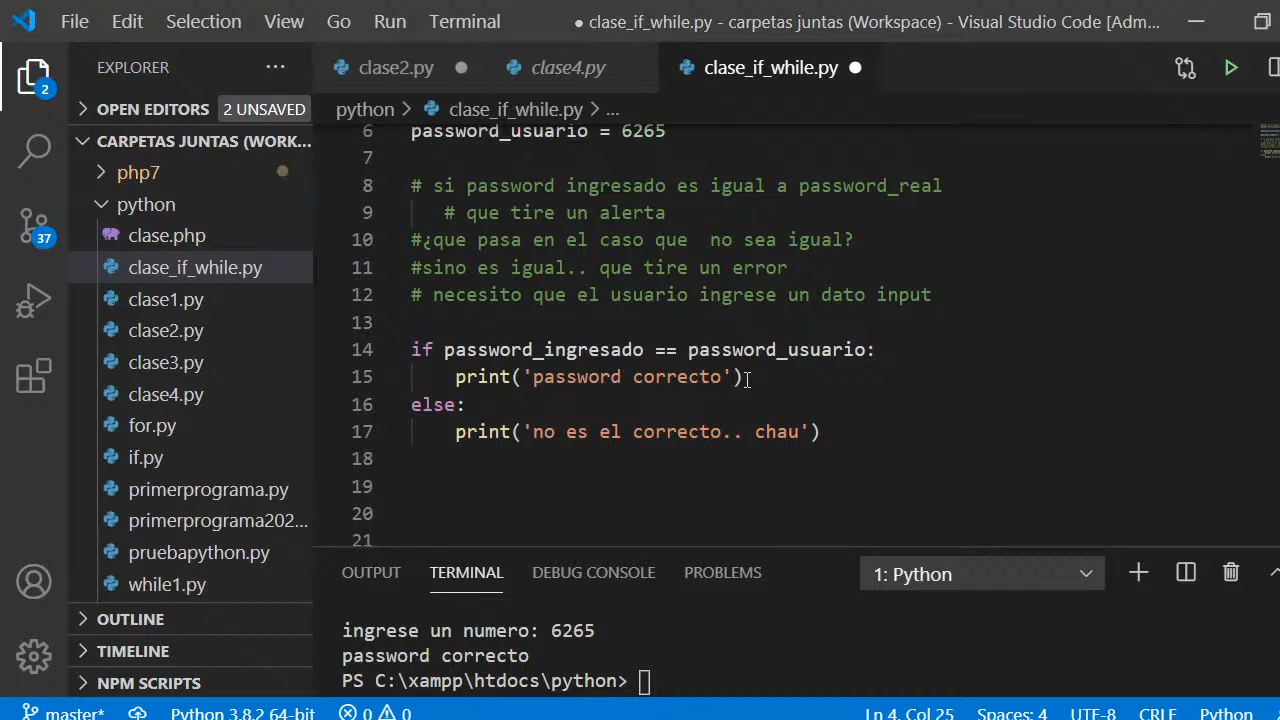 File Edit Selection View Go Run Terminal ● clase_if_while.py - carpetas juntas (Workspace) - Visual Studio Code [Adm...
EXPLORER ...
clase2.py ● clase4.py clase_if_while.py ●
2
OPEN EDITORS 2 UNSAVED
python > clase_if_while.py > ...
CARPETAS JUNTAS (WORK...
php7
python
clase.php
37
clase_if_while.py
clase1.py
clase2.py
clase3.py
clase4.py
for.py
if.py
primerprograma.py
primerprograma202...
pruebapython.py
while1.py
OUTLINE
TIMELINE
NPM SCRIPTS
6 password_usuario = 6265
7
8 # si password ingresado es igual a password_real
9 # que tire un alerta
10 #¿que pasa en el caso que  no sea igual?
11 #sino es igual.. que tire un error
12 # necesito que el usuario ingrese un dato input
13
14 if password_ingresado == password_usuario:
15 print('password correcto')
16 else:
17 print('no es el correcto.. chau')
18
19
20
21
OUTPUT TERMINAL DEBUG CONSOLE PROBLEMS 1: Python
ingrese un numero: 6265
password correcto
PS C:\xampp\htdocs\python>
master* Python 3.8.2 64-bit 0 0 Ln 4, Col 25 Spaces: 4 UTF-8 CRLF Python